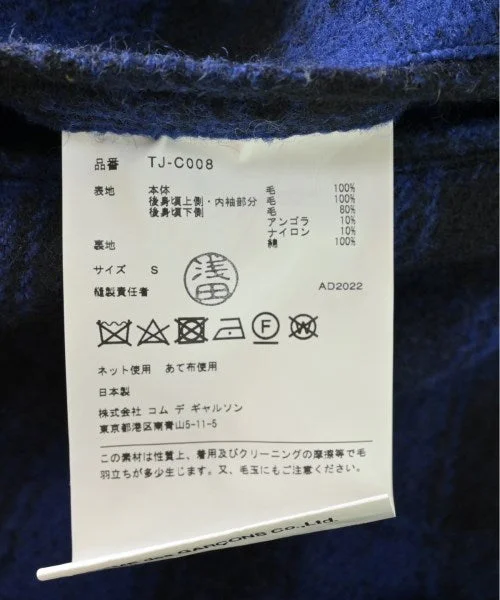 品番 TJ-C008
表地 本体 毛 100%
後身頃上側・内袖部分 毛 100%
後身頃下側 毛 80%
アンゴラ 10%
ナイロン 10%
裏地 綿 100%
サイズ S
浅田
縫製責任者 AD2022
F W
ネット使用 あて布使用
日本製
株式会社 コム デ ギャルソン
東京都港区南青山5-11-5
この素材は性質上、着用及びクリーニングの摩擦等で毛
羽立ちが多少生じます。又、毛玉にもご注意ください。
des GARÇONS Co.,Ltd.